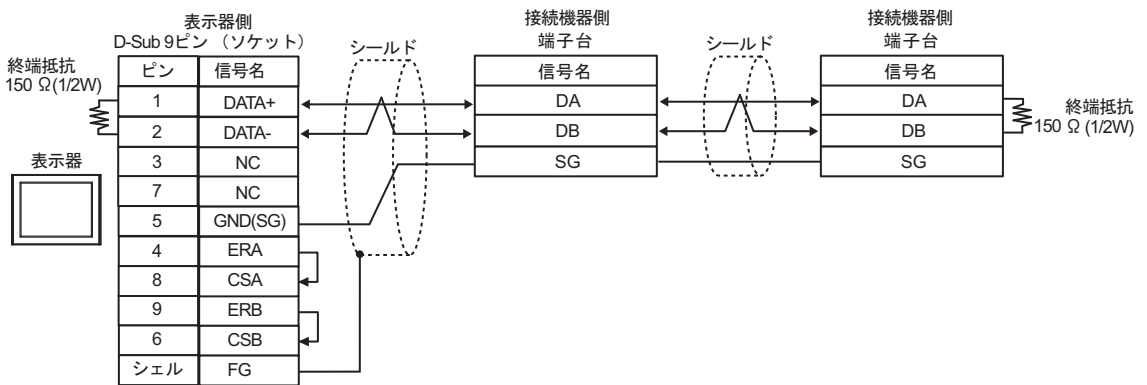 表示器側
D-Sub 9ピン （ソケット）
シールド
接続機器側
端子台
シールド
接続機器側
端子台
終端抵抗
150 Ω(1/2W)
ピン 信号名
1 DATA+
2 DATA-
3 NC
7 NC
5 GND(SG)
4 ERA
8 CSA
9 ERB
6 CSB
シェル FG
表示器
信号名
DA
DB
SG
信号名
DA
DB
SG
終端抵抗
150 Ω (1/2W)